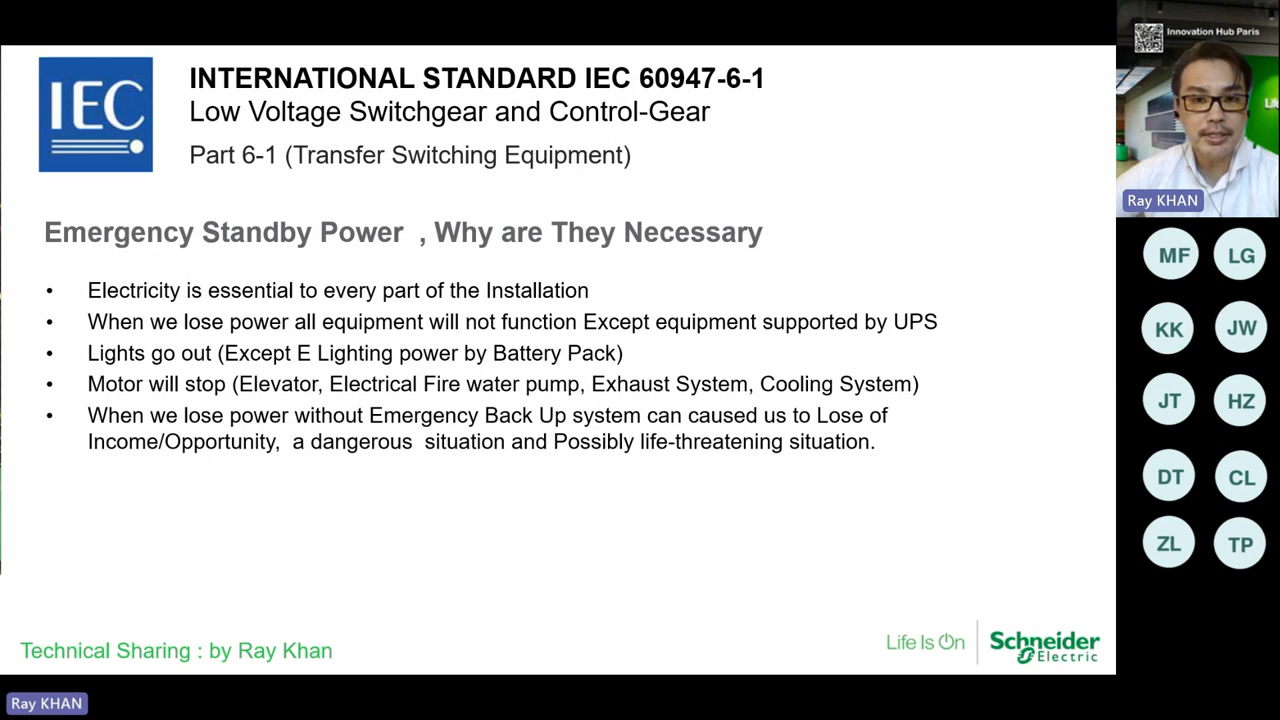 IEC
INTERNATIONAL STANDARD IEC 60947-6-1
Low Voltage Switchgear and Control-Gear
Part 6-1 (Transfer Switching Equipment)
Emergency Standby Power , Why are They Necessary
• Electricity is essential to every part of the Installation
• When we lose power all equipment will not function Except equipment supported by UPS
• Lights go out (Except E Lighting power by Battery Pack)
• Motor will stop (Elevator, Electrical Fire water pump, Exhaust System, Cooling System)
• When we lose power without Emergency Back Up system can caused us to Lose of
Income/Opportunity, a dangerous situation and Possibly life-threatening situation.
Technical Sharing : by Ray Khan
Life Is On
Schneider
Electric
Innovation Hub Paris
Ray KHAN
MF
LG
KK
JW
JT
HZ
DT
CL
ZL
TP
Ray KHAN